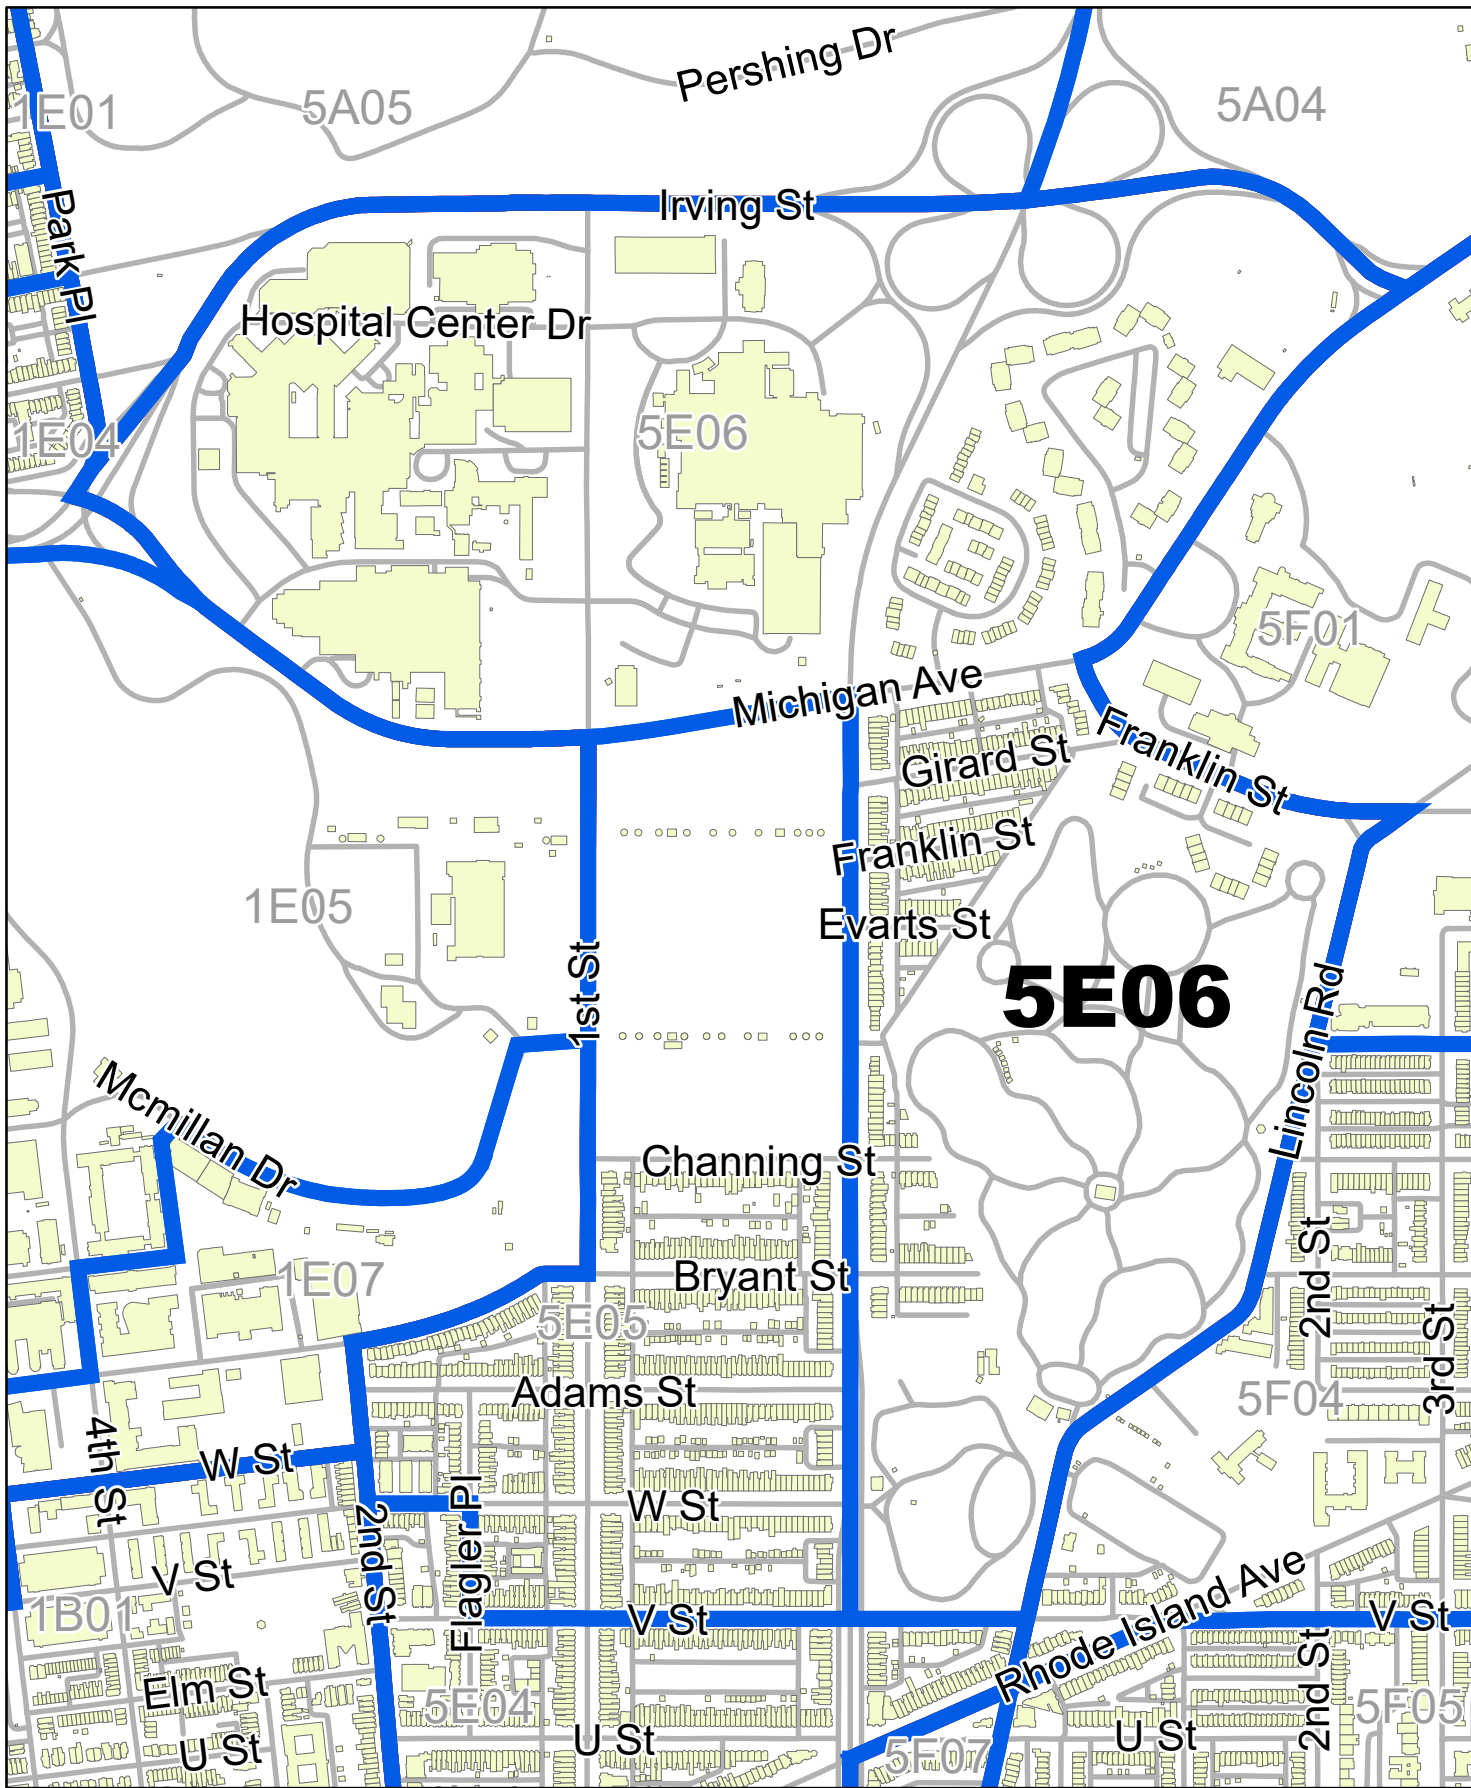 Pershing Dr
1E01
5A05
5A04
Irving St
Park Pl
Hospital Center Dr
1E04
5E06
5F01
Michigan Ave
Franklin St
Girard St
Franklin St
1E05
Evarts St
1st St
5E06
Lincoln Rd
Mcmillan Dr
Channing St
2nd St
1E07
Bryant St
5E05
3rd St
Adams St
5F04
4th St
W St
W St
2nd St
Flagler Pl
V St
Rhode Island Ave
1B01
V St
V St
2nd St
Elm St
5E04
5F05
U St
U St
U St
5E07